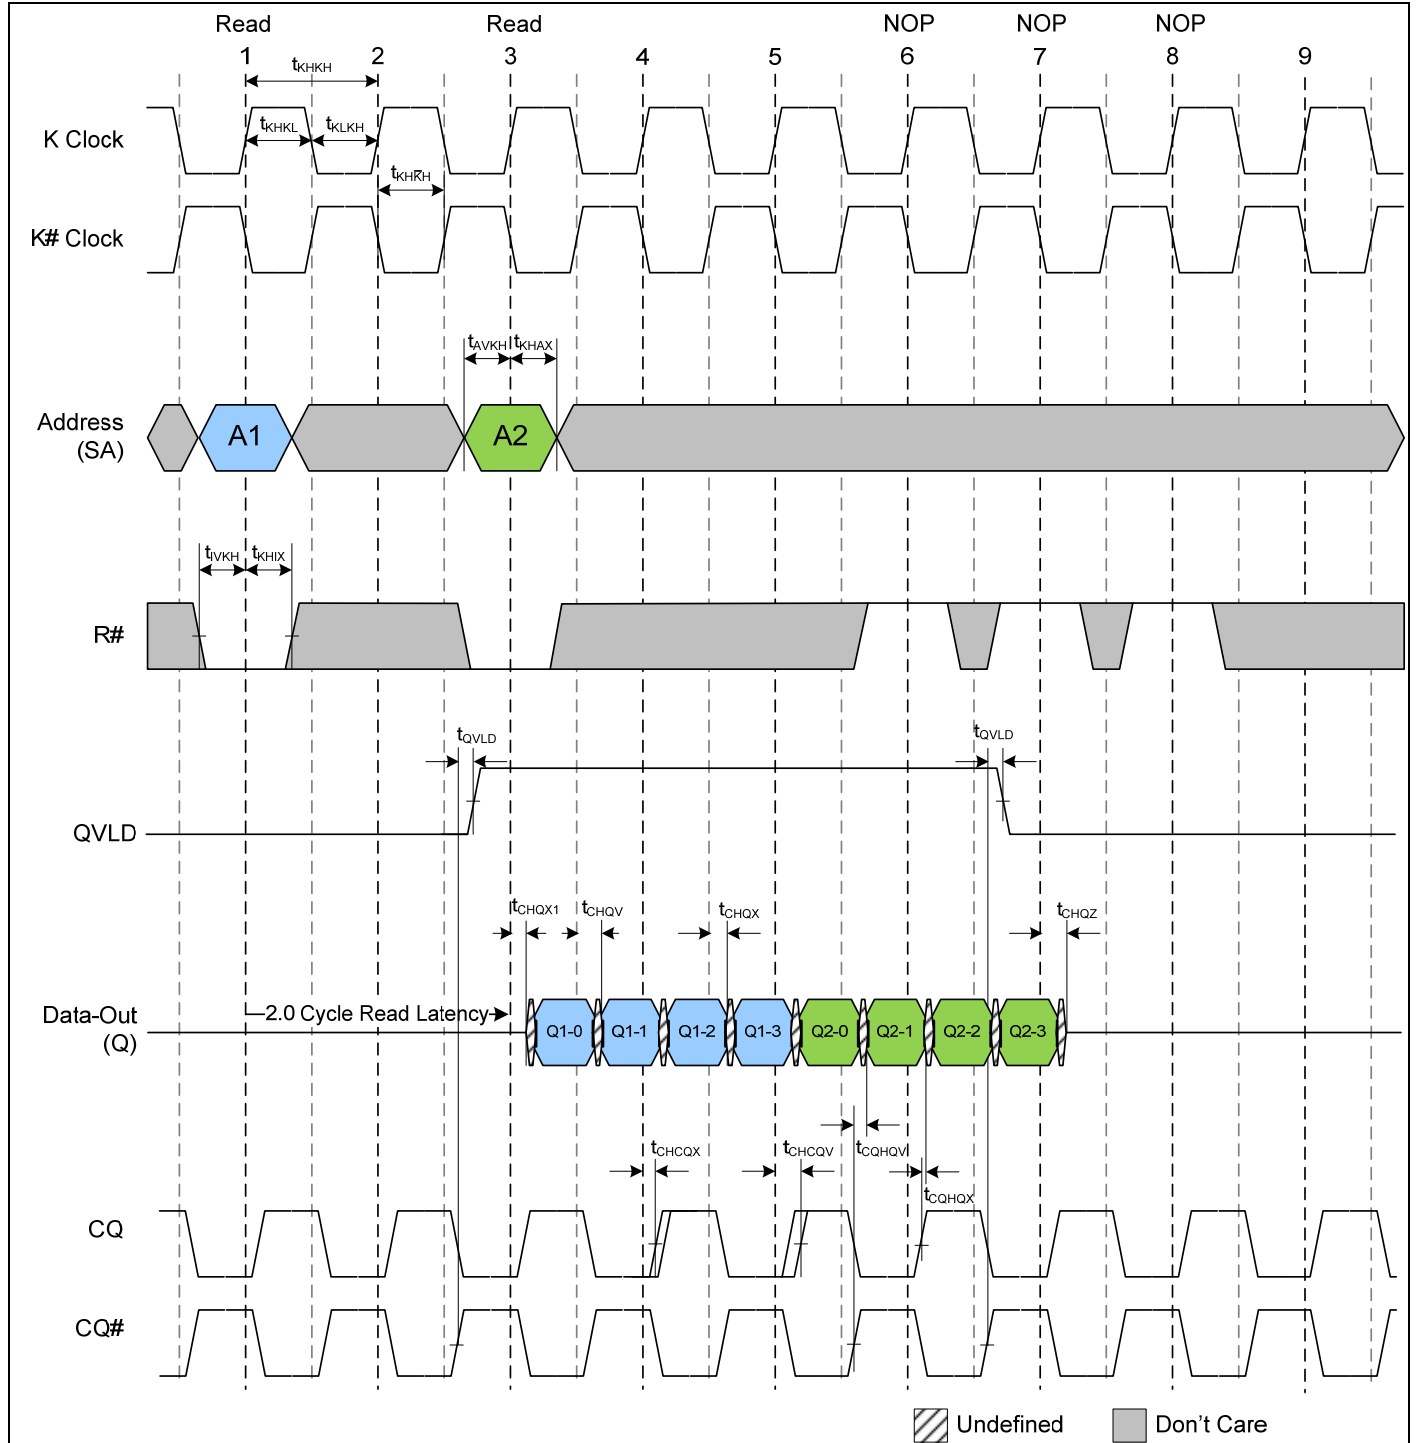 Read Read NOP NOP NOP
1 2 3 4 5 6 7 8 9
tKHKH
K Clock
tKHKL tKLKH
tKHK̅H
K# Clock
tAVKH tKHAX
Address
(SA)
A1 A2
tIVKH tKHIX
R#
tQVLD tQVLD
QVLD
tCHQX1 tCHQV tCHQX tCHQZ
Data-Out
(Q)
2.0 Cycle Read Latency
Q1-0 Q1-1 Q1-2 Q1-3 Q2-0 Q2-1 Q2-2 Q2-3
tCHCQX tCHCQV tCQHQV
tCQHQX
CQ
CQ#
Undefined Don't Care